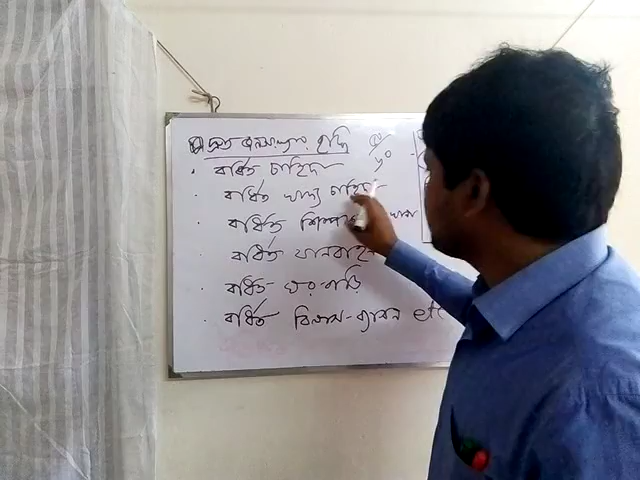 দ্রুত জনসংখ্যার বৃদ্ধি
বর্ধিত চাহিদা
বর্ধিত খাদ্য চাহিদা
বর্ধিত শিল্প
বর্ধিত যানবাহন
বর্ধিত ঘর-বাড়ি
বর্ধিত বিলাস-ব্যসন etc